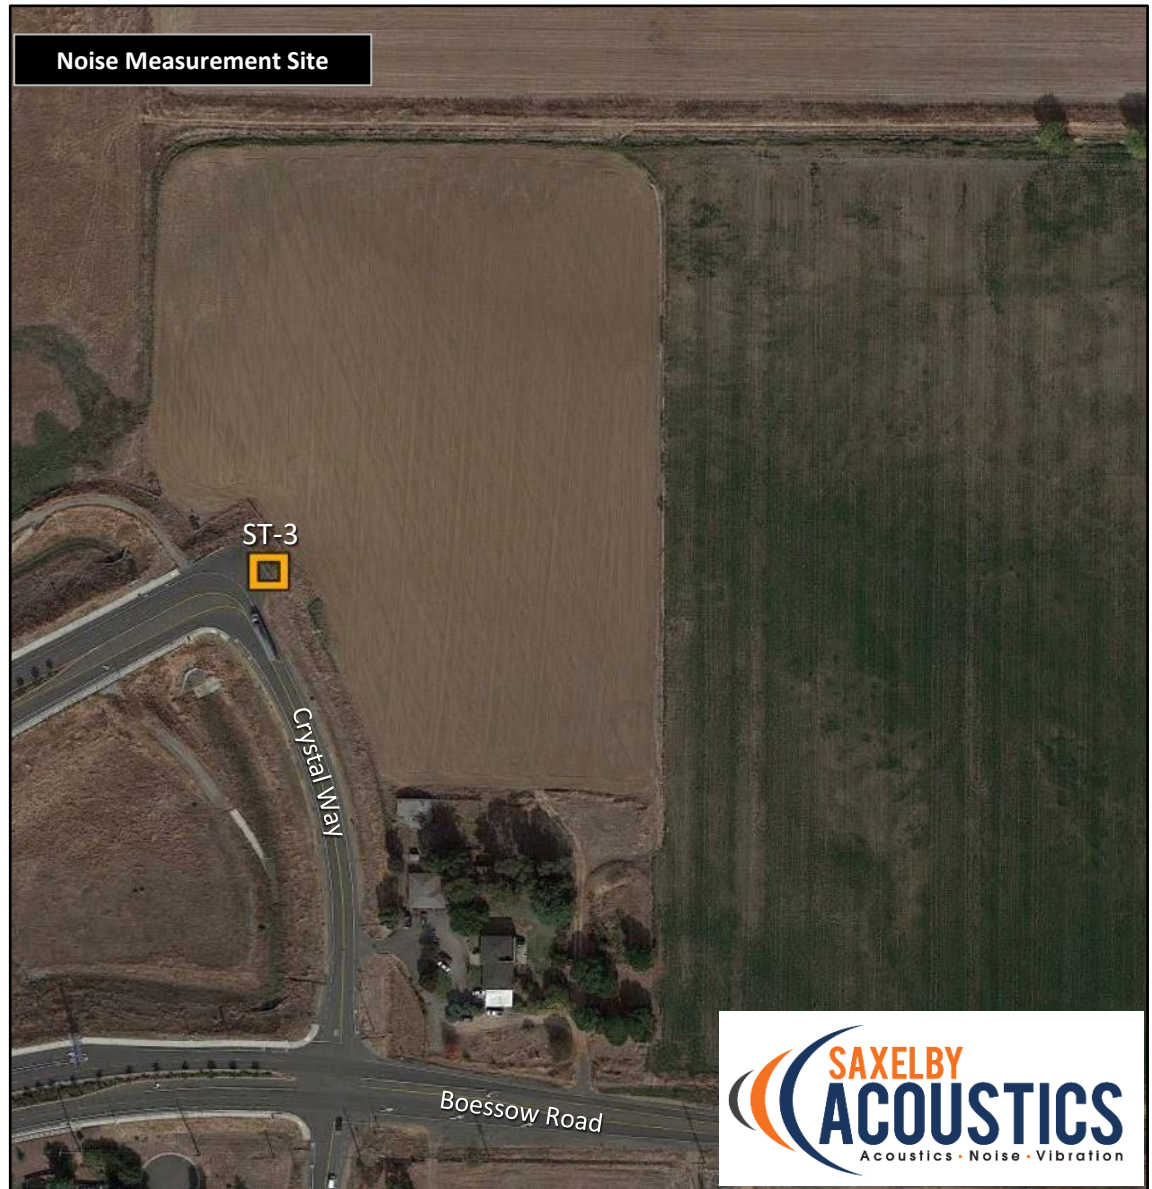 Noise Measurement Site
ST-3
Crystal Way
Boessow Road
SAXELBY
ACOUSTICS
Acoustics • Noise • Vibration